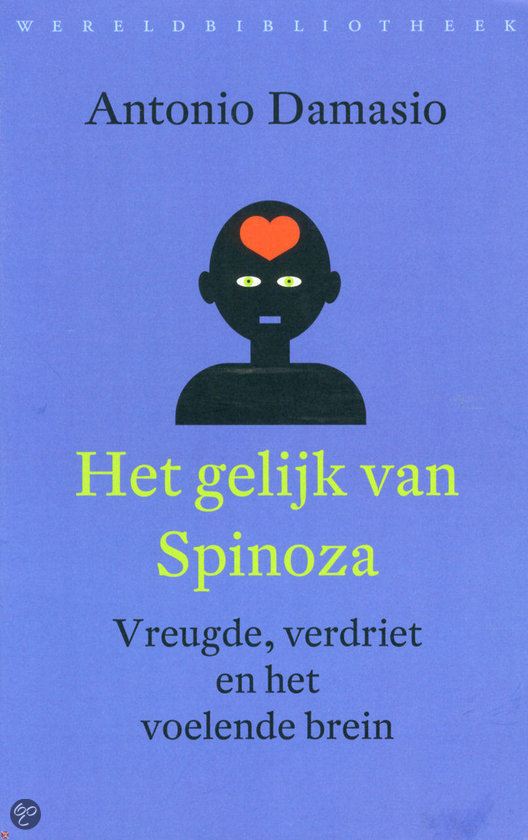 WERELDBIBLIOTHEEK
Antonio Damasio
Het gelijk van
Spinoza
Vreugde, verdriet
en het
voelende brein